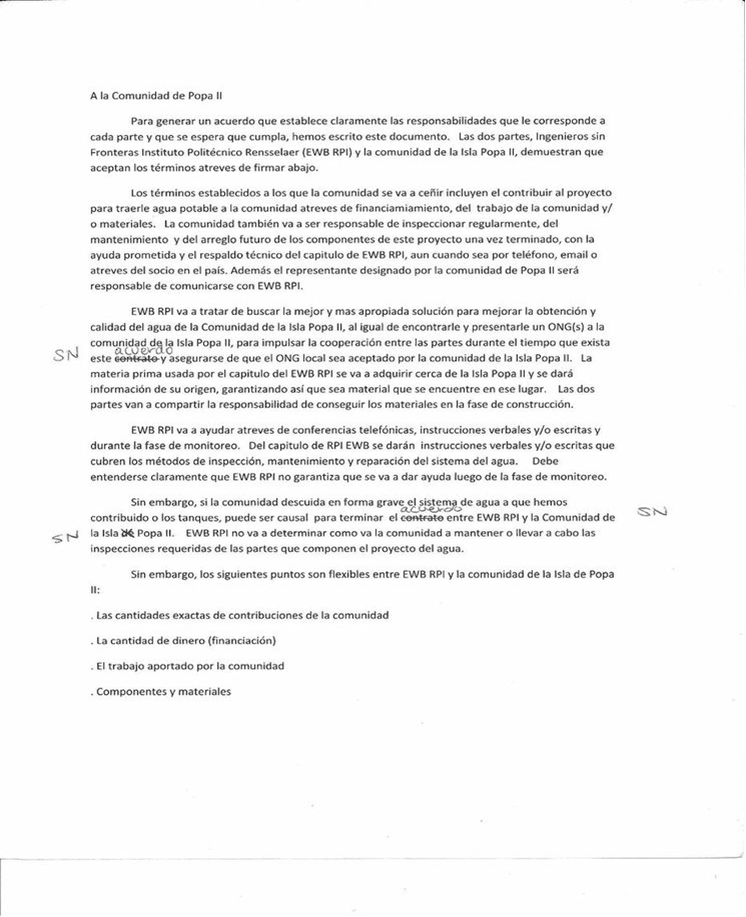 A la Comunidad de Popa II
Para generar un acuerdo que establece claramente las responsabilidades que le corresponde a
cada parte y que se espera que cumpla, hemos escrito este documento. Las dos partes, Ingenieros sin
Fronteras Instituto Politécnico Rensselaer (EWB RPI) y la comunidad de la Isla Popa II, demuestran que
aceptan los términos atreves de firmar abajo.
Los términos establecidos a los que la comunidad se va a ceñir incluyen el contribuir al proyecto
para traerle agua potable a la comunidad atreves de financiamiamiento, del trabajo de la comunidad y/
o materiales. La comunidad también va a ser responsable de inspeccionar regularmente, del
mantenimiento y del arreglo futuro de los componentes de este proyecto una vez terminado, con la
ayuda prometida y el respaldo técnico del capitulo de EWB RPI, aun cuando sea por teléfono, email o
atreves del socio en el país. Además el representante designado por la comunidad de Popa II será
responsable de comunicarse con EWB RPI.
EWB RPI va a tratar de buscar la mejor y mas apropiada solución para mejorar la obtención y
calidad del agua de la Comunidad de la Isla Popa II, al igual de encontrarle y presentarle un ONG(s) a la
comunidad de la Isla Popa II, para impulsar la cooperación entre las partes durante el tiempo que exista
acuerdo
SN este contrato y asegurarse de que el ONG local sea aceptado por la comunidad de la Isla Popa II. La
materia prima usada por el capitulo del EWB RPI se va a adquirir cerca de la Isla Popa II y se dará
información de su origen, garantizando así que sea material que se encuentre en ese lugar. Las dos
partes van a compartir la responsabilidad de conseguir los materiales en la fase de construcción.
EWB RPI va a ayudar atreves de conferencias telefónicas, instrucciones verbales y/o escritas y
durante la fase de monitoreo. Del capitulo de RPI EWB se darán instrucciones verbales y/o escritas que
cubren los métodos de inspección, mantenimiento y reparación del sistema del agua. Debe
entenderse claramente que EWB RPI no garantiza que se va a dar ayuda luego de la fase de monitoreo.
Sin embargo, si la comunidad descuida en forma grave el sistema de agua a que hemos
acuerdo
contribuido o los tanques, puede ser causal para terminar el contrato entre EWB RPI y la Comunidad de SN
SN la Isla de Popa II. EWB RPI no va a determinar como va la comunidad a mantener o llevar a cabo las
inspecciones requeridas de las partes que componen el proyecto del agua.
Sin embargo, los siguientes puntos son flexibles entre EWB RPI y la comunidad de la Isla de Popa
II:
. Las cantidades exactas de contribuciones de la comunidad
. La cantidad de dinero (financiación)
. El trabajo aportado por la comunidad
. Componentes y materiales